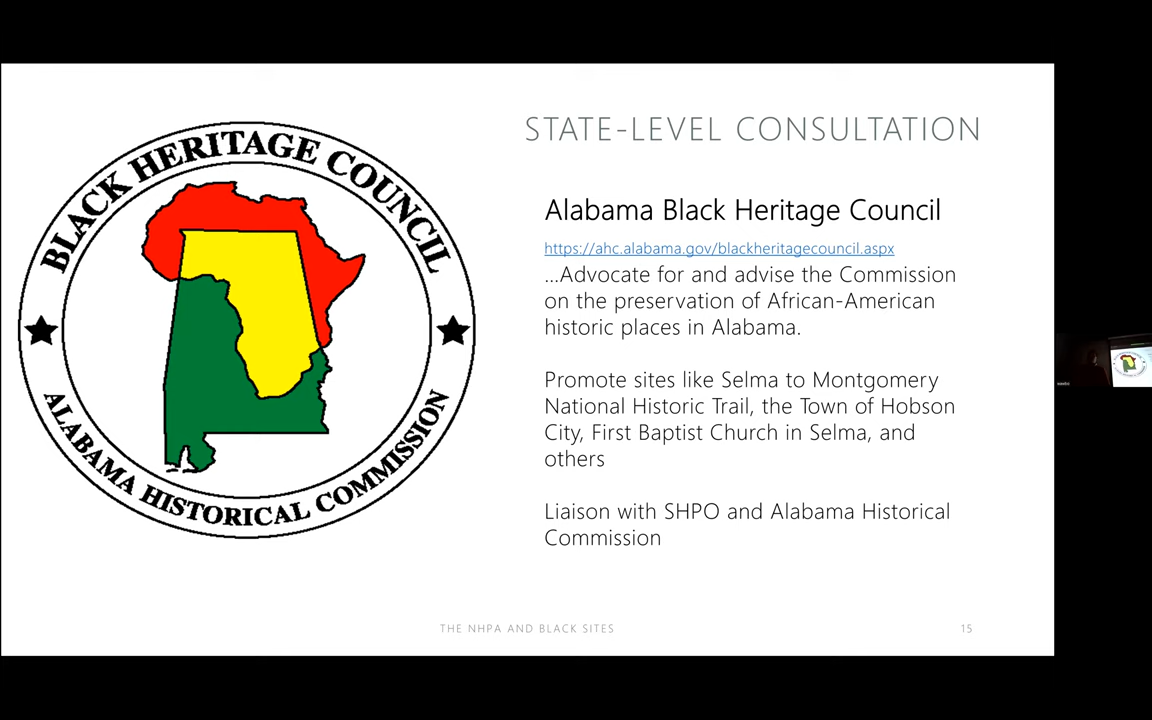 BLACK HERITAGE COUNCIL
ALABAMA HISTORICAL COMMISSION
STATE-LEVEL CONSULTATION
Alabama Black Heritage Council
https://ahc.alabama.gov/blackheritagecouncil.aspx
...Advocate for and advise the Commission
on the preservation of African-American
historic places in Alabama.
Promote sites like Selma to Montgomery
National Historic Trail, the Town of Hobson
City, First Baptist Church in Selma, and
others
Liaison with SHPO and Alabama Historical
Commission
THE NHPA AND BLACK SITES
15